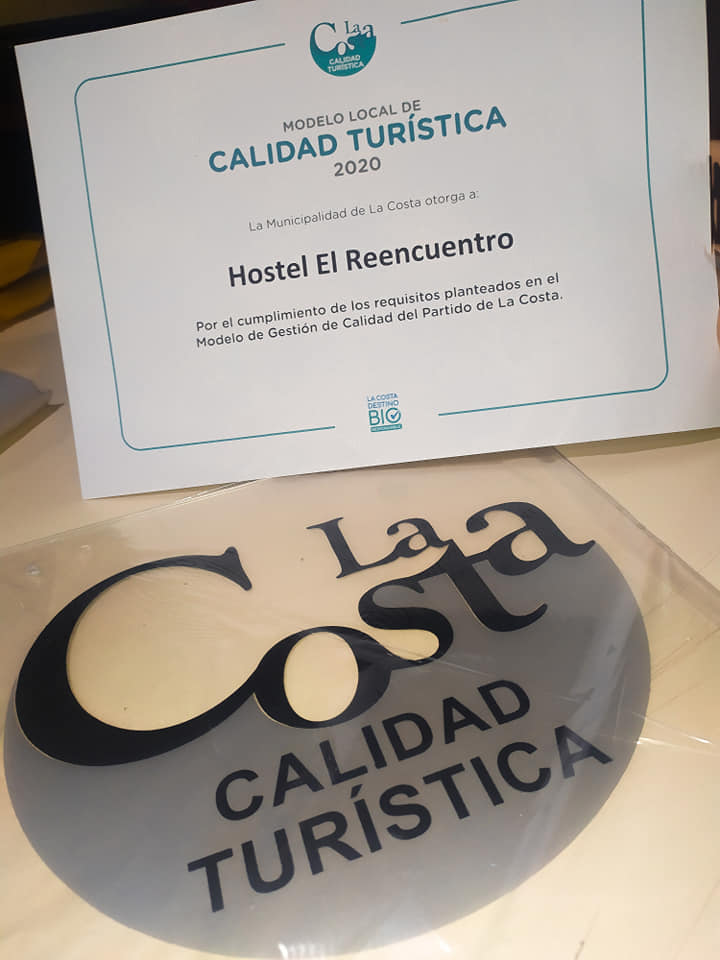 La
Costa
CALIDAD
TURÍSTICA
MODELO LOCAL DE
CALIDAD TURÍSTICA
2020
La Municipalidad de La Costa otorga a:
Hostel El Reencuentro
Por el cumplimiento de los requisitos planteados en el
Modelo de Gestión de Calidad del Partido de La Costa.
LA COSTA
DESTINO
BIO
RESPONSABLE
La
Costa
CALIDAD
TURÍSTICA